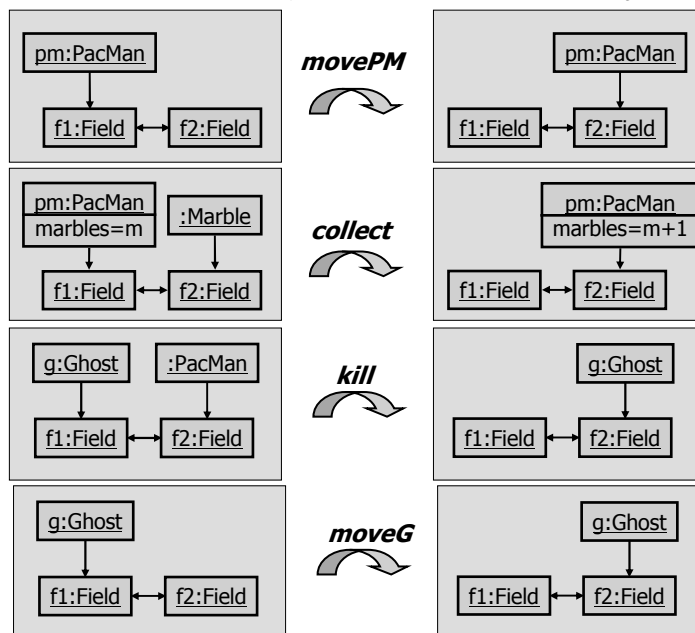 pm:PacMan
f1:Field f2:Field
movePM
pm:PacMan
f1:Field f2:Field
pm:PacMan
marbles=m
:Marble
f1:Field f2:Field
collect
pm:PacMan
marbles=m+1
f1:Field f2:Field
g:Ghost :PacMan
f1:Field f2:Field
kill
g:Ghost
f1:Field f2:Field
g:Ghost
f1:Field f2:Field
moveG
g:Ghost
f1:Field f2:Field